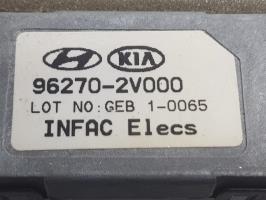 KIA
96270-2V000
LOT NO:GEB 1-0065
INFAC Elecs